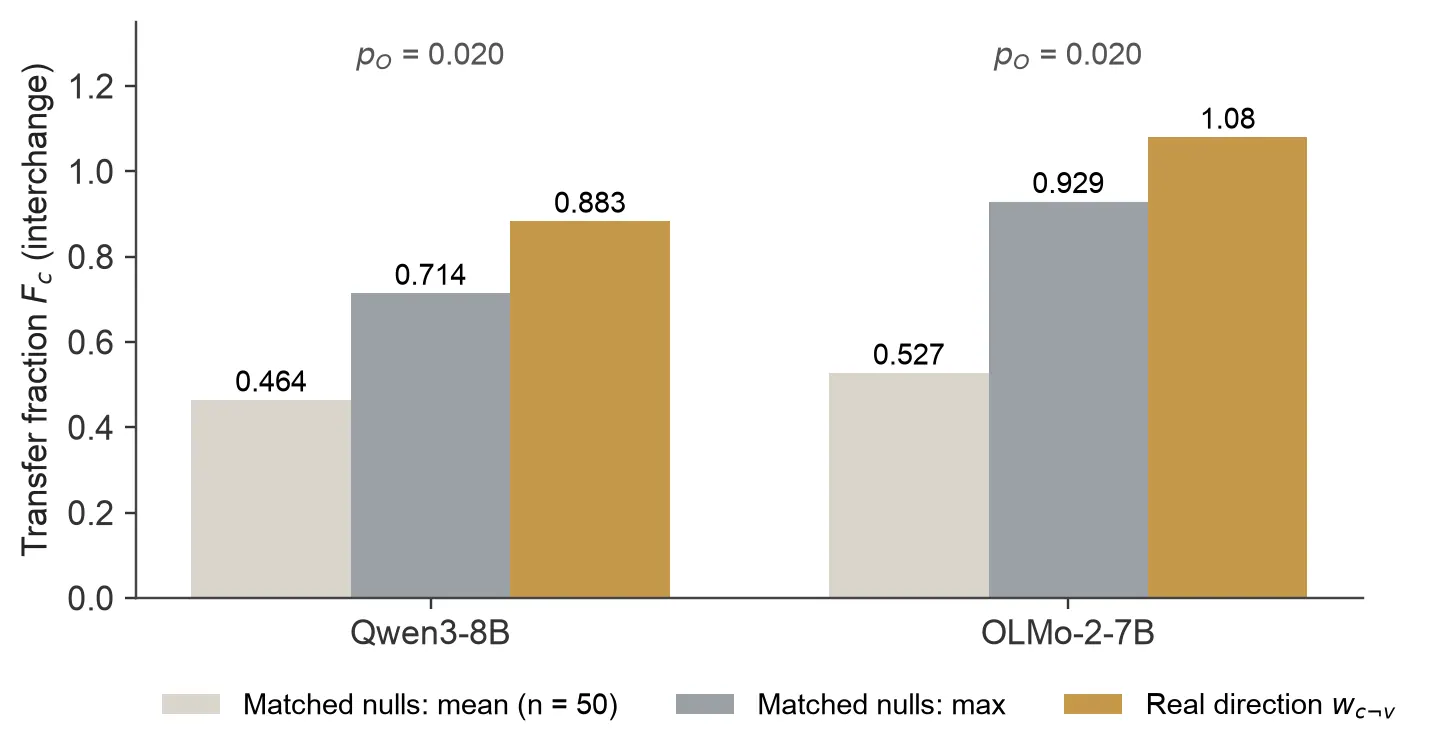 Transfer fraction F_c (interchange)
1.2
1.0
0.8
0.6
0.4
0.2
0.0
p_O = 0.020
p_O = 0.020
0.464
0.714
0.883
0.527
0.929
1.08
Qwen3-8B
OLMo-2-7B
Matched nulls: mean (n = 50)
Matched nulls: max
Real direction w_c¬v